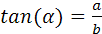 tan(α) = a/b